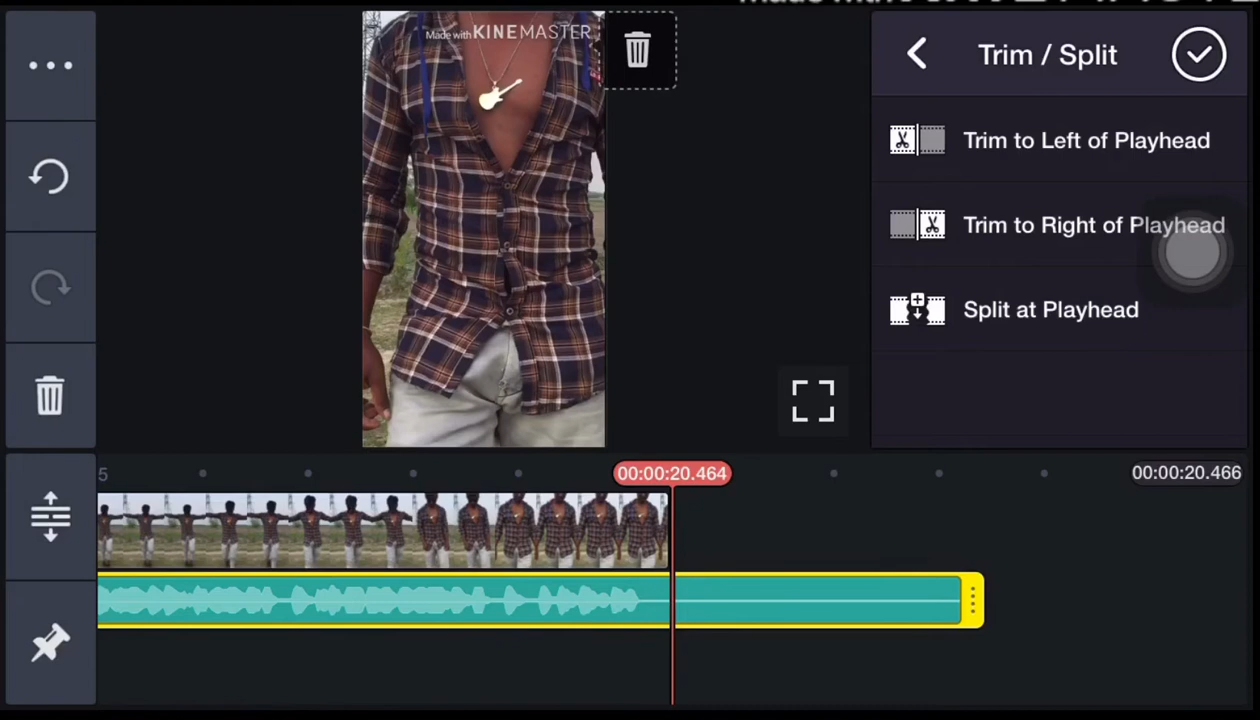 Made with KINEMASTER
Trim / Split
Trim to Left of Playhead
Trim to Right of Playhead
Split at Playhead
5
00:00:20.464
00:00:20.466